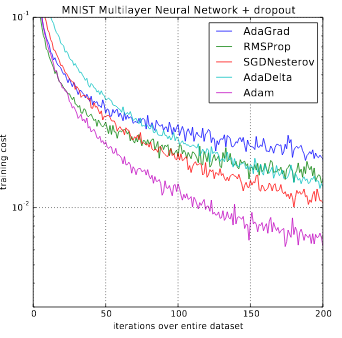 MNIST Multilayer Neural Network + dropout
AdaGrad
RMSProp
SGDNesterov
AdaDelta
Adam
10^-1
10^-2
training cost
0 50 100 150 200
iterations over entire dataset